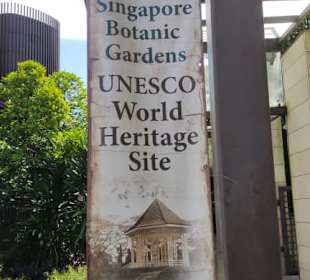 Singapore
Botanic
Gardens
UNESCO
World
Heritage
Site